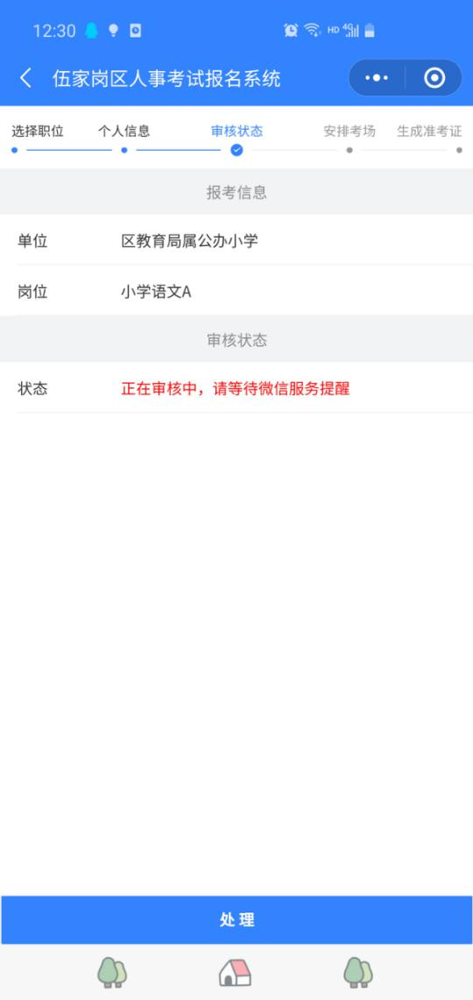 12:30
HD 4G
伍家岗区人事考试报名系统
选择职位 个人信息 审核状态 安排考场 生成准考证
报考信息
单位 区教育局属公办小学
岗位 小学语文A
审核状态
状态 正在审核中，请等待微信服务提醒
处理